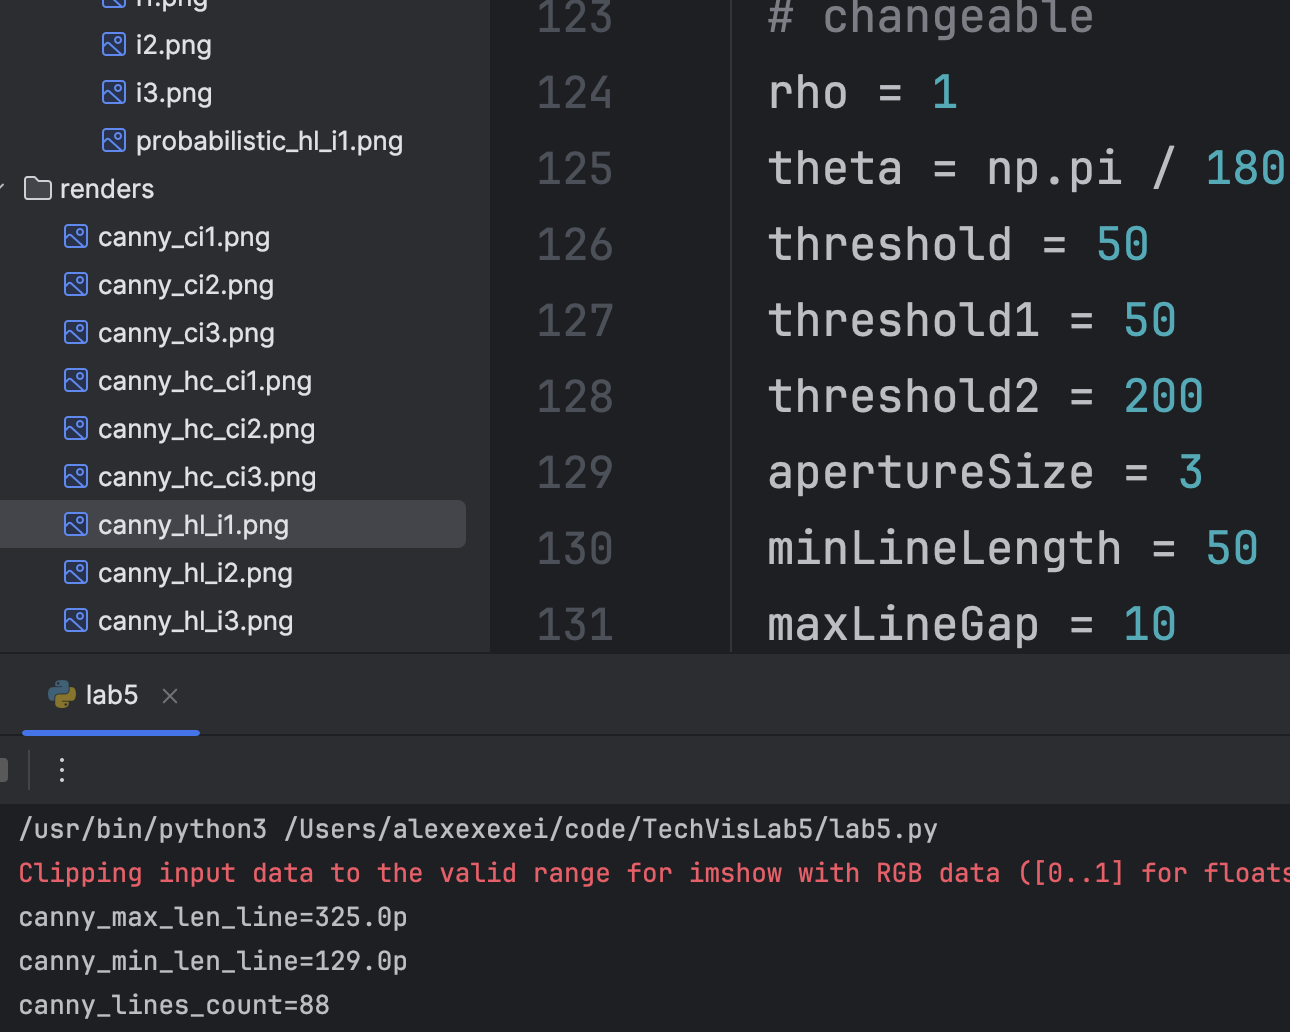 i1.png
i2.png
i3.png
probabilistic_hl_i1.png
renders
canny_ci1.png
canny_ci2.png
canny_ci3.png
canny_hc_ci1.png
canny_hc_ci2.png
canny_hc_ci3.png
canny_hl_i1.png
canny_hl_i2.png
canny_hl_i3.png
123 # changeable
124 rho = 1
125 theta = np.pi / 180
126 threshold = 50
127 threshold1 = 50
128 threshold2 = 200
129 apertureSize = 3
130 minLineLength = 50
131 maxLineGap = 10
lab5
/usr/bin/python3 /Users/alexexexei/code/TechVisLab5/lab5.py
Clipping input data to the valid range for imshow with RGB data ([0..1] for floats
canny_max_len_line=325.0p
canny_min_len_line=129.0p
canny_lines_count=88